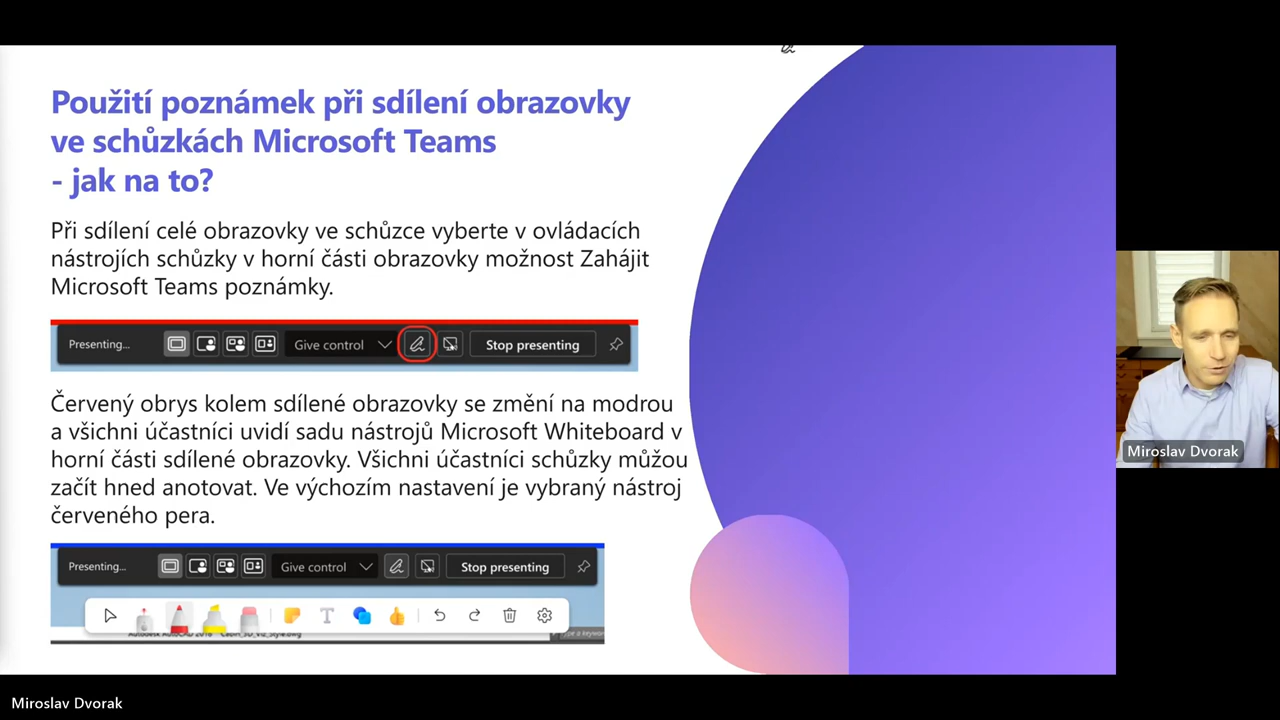 Použití poznámek při sdílení obrazovky
ve schůzkách Microsoft Teams
- jak na to?
Při sdílení celé obrazovky ve schůzce vyberte v ovládacích
nástrojích schůzky v horní části obrazovky možnost Zahájit
Microsoft Teams poznámky.
Presenting... Give control Stop presenting
Červený obrys kolem sdílené obrazovky se změní na modrou
a všichni účastníci uvidí sadu nástrojů Microsoft Whiteboard v
horní části sdílené obrazovky. Všichni účastníci schůzky můžou
začít hned anotovat. Ve výchozím nastavení je vybraný nástroj
červeného pera.
Presenting... Give control Stop presenting
Miroslav Dvorak
Miroslav Dvorak